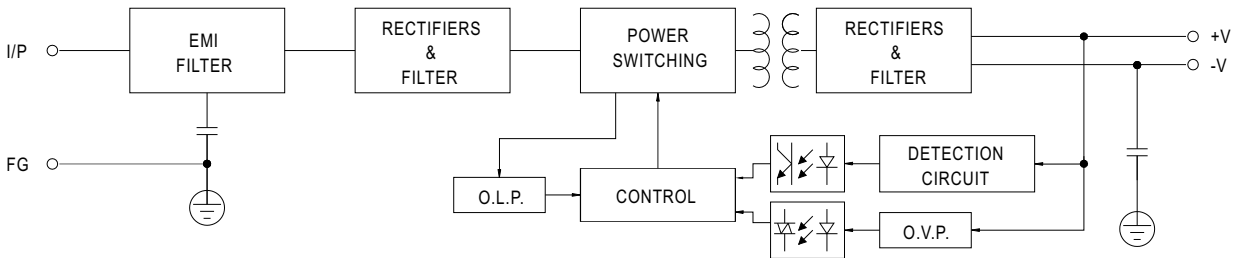 I/P
EMI
FILTER
RECTIFIERS
&
FILTER
POWER
SWITCHING
RECTIFIERS
&
FILTER
+V
-V
FG
O.L.P.
CONTROL
DETECTION
CIRCUIT
O.V.P.